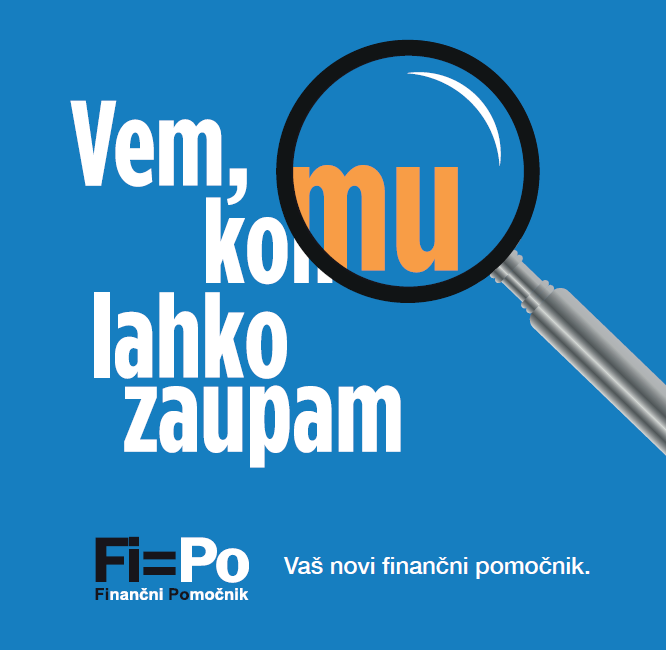 Vem,
komu
lahko
zaupam
Fi=Po
Finančni Pomočnik
Vaš novi finančni pomočnik.